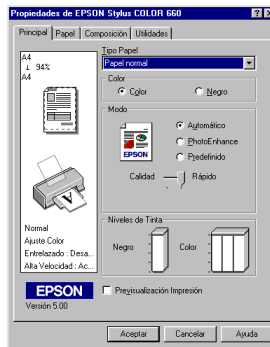 Propiedades de EPSON Stylus COLOR 660
Principal Papel Composición Utilidades
A4
↓ 94%
A4
Normal
Ajuste Color
Entrelazado : Desa...
Alta Velocidad : Ac...
EPSON
Versión 5.00
Tipo Papel
Papel normal
Color
Color Negro
Modo
EPSON
Automático
PhotoEnhance
Predefinido
Calidad Rápido
Niveles de Tinta
Negro Color
Previsualización Impresión
Aceptar Cancelar Ayuda